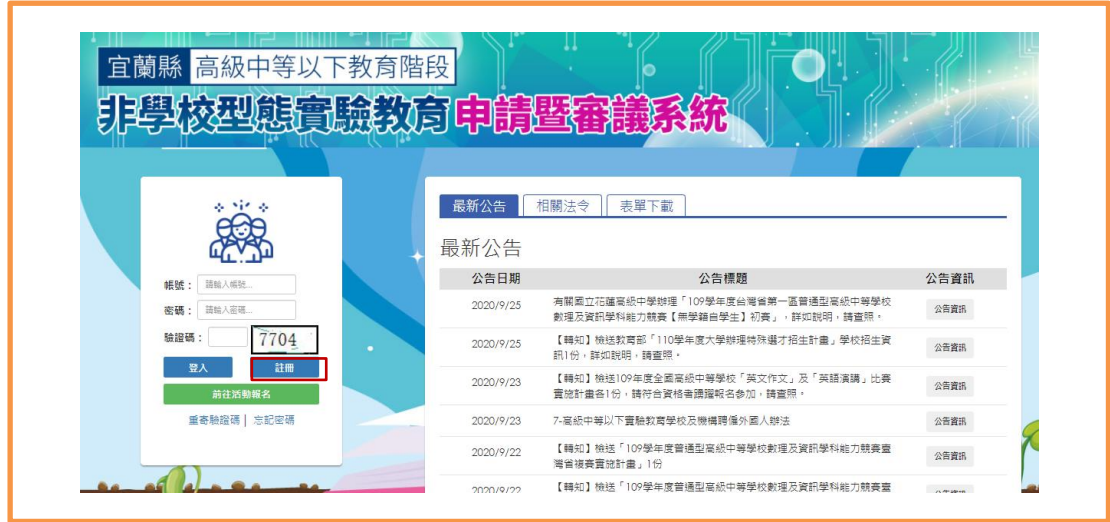 宜蘭縣 高級中等以下教育階段
非學校型態實驗教育申請暨審議系統
帳號： 請輸入帳號...
密碼： 請輸入密碼...
驗證碼： 7704
登入 註冊
前往活動報名
重寄驗證碼 | 忘記密碼
最新公告 相關法令 表單下載
最新公告
公告日期 公告標題 公告資訊
2020/9/25 有關國立花蓮高級中學辦理「109學年度台灣省第一區普通型高級中等學校
數理及資訊學科能力競賽【無學籍自學生】初賽」，詳如說明，請查照。 公告資訊
2020/9/25 【轉知】檢送教育部「110學年度大學辦理特殊選才招生計畫」學校招生資
訊1份，詳如說明，請查照。 公告資訊
2020/9/23 【轉知】檢送109年度全國高級中等學校「英文作文」及「英語演講」比賽
實施計畫各1份，請符合資格者踴躍報名參加，請查照。 公告資訊
2020/9/23 7-高級中等以下實驗教育學校及機構聘僱外國人辦法 公告資訊
2020/9/22 【轉知】檢送「109學年度普通型高級中等學校數理及資訊學科能力競賽臺
灣省複賽實施計畫」1份 公告資訊
2020/9/22 【轉知】檢送「109學年度普通型高級中等學校數理及資訊學科能力競賽臺 公告資訊